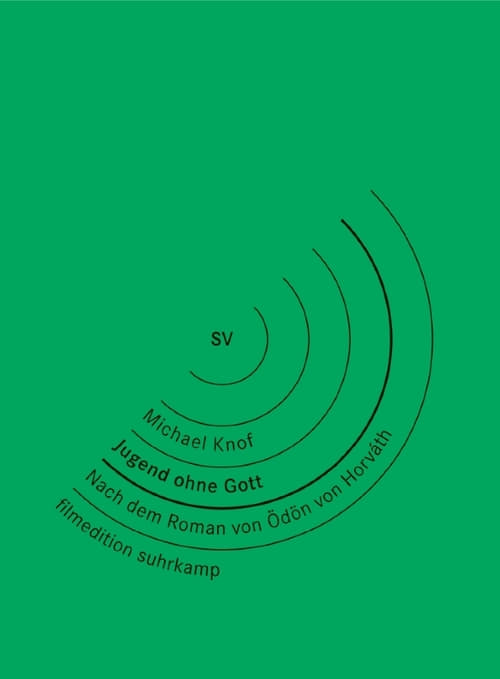 SV
Michael Knof
Jugend ohne Gott
Nach dem Roman von Ödön von Horváth
filmedition suhrkamp